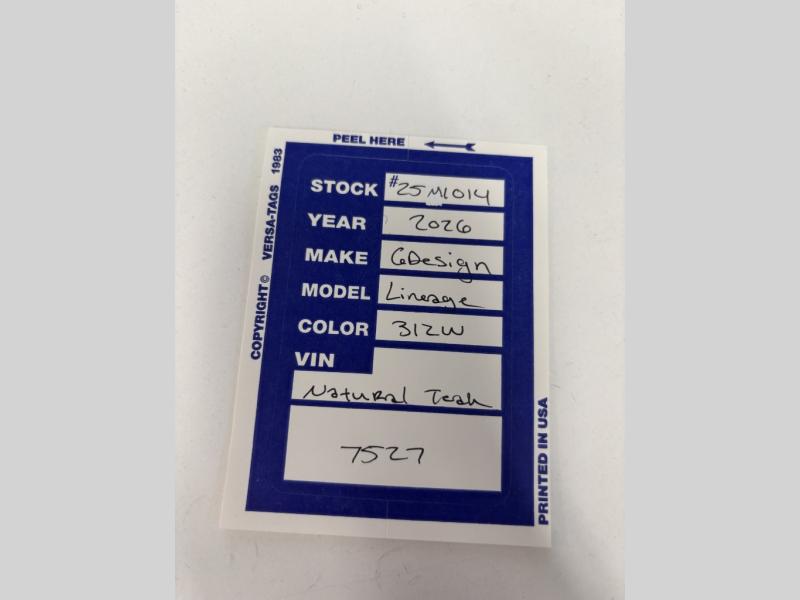 PEEL HERE
COPYRIGHT © VERSA-TAGS 1983
STOCK #25ML014
YEAR 2026
MAKE GDesign
MODEL Lineage
COLOR 312W
VIN
Natural Teak
7527
PRINTED IN USA